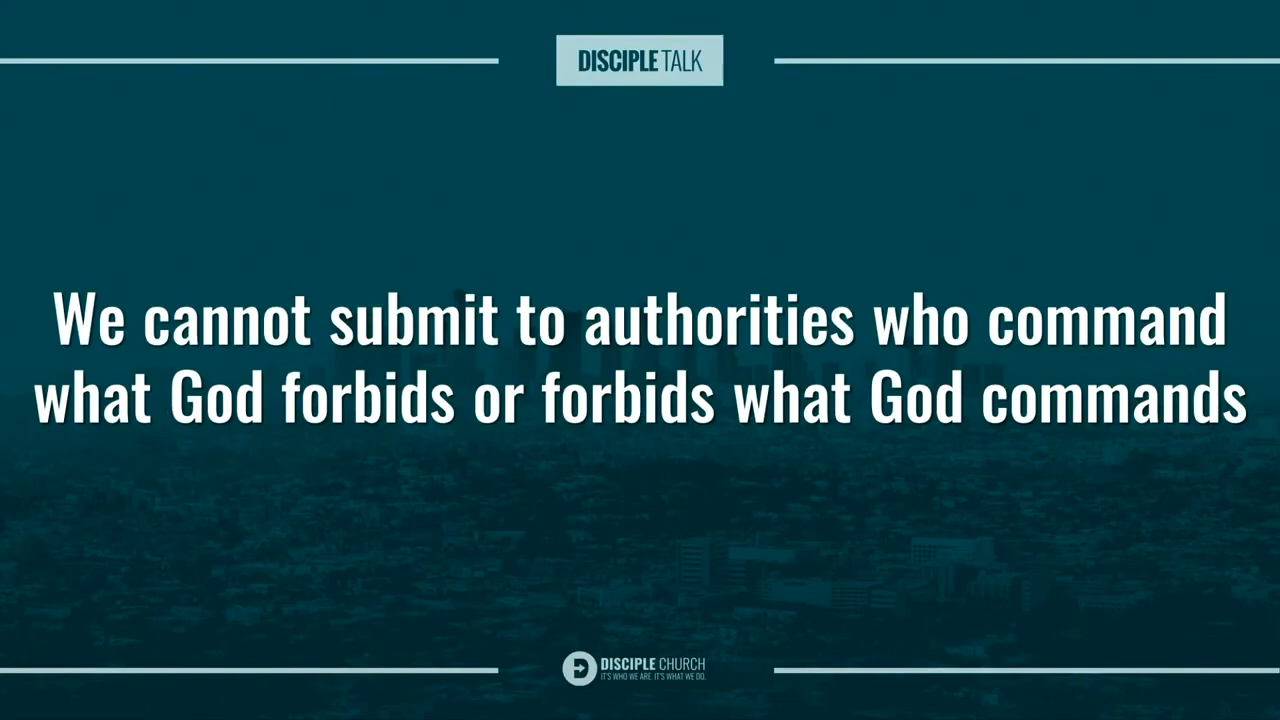 DISCIPLE TALK
We cannot submit to authorities who command
what God forbids or forbids what God commands
DISCIPLE CHURCH
IT'S WHO WE ARE. IT'S WHAT WE DO.